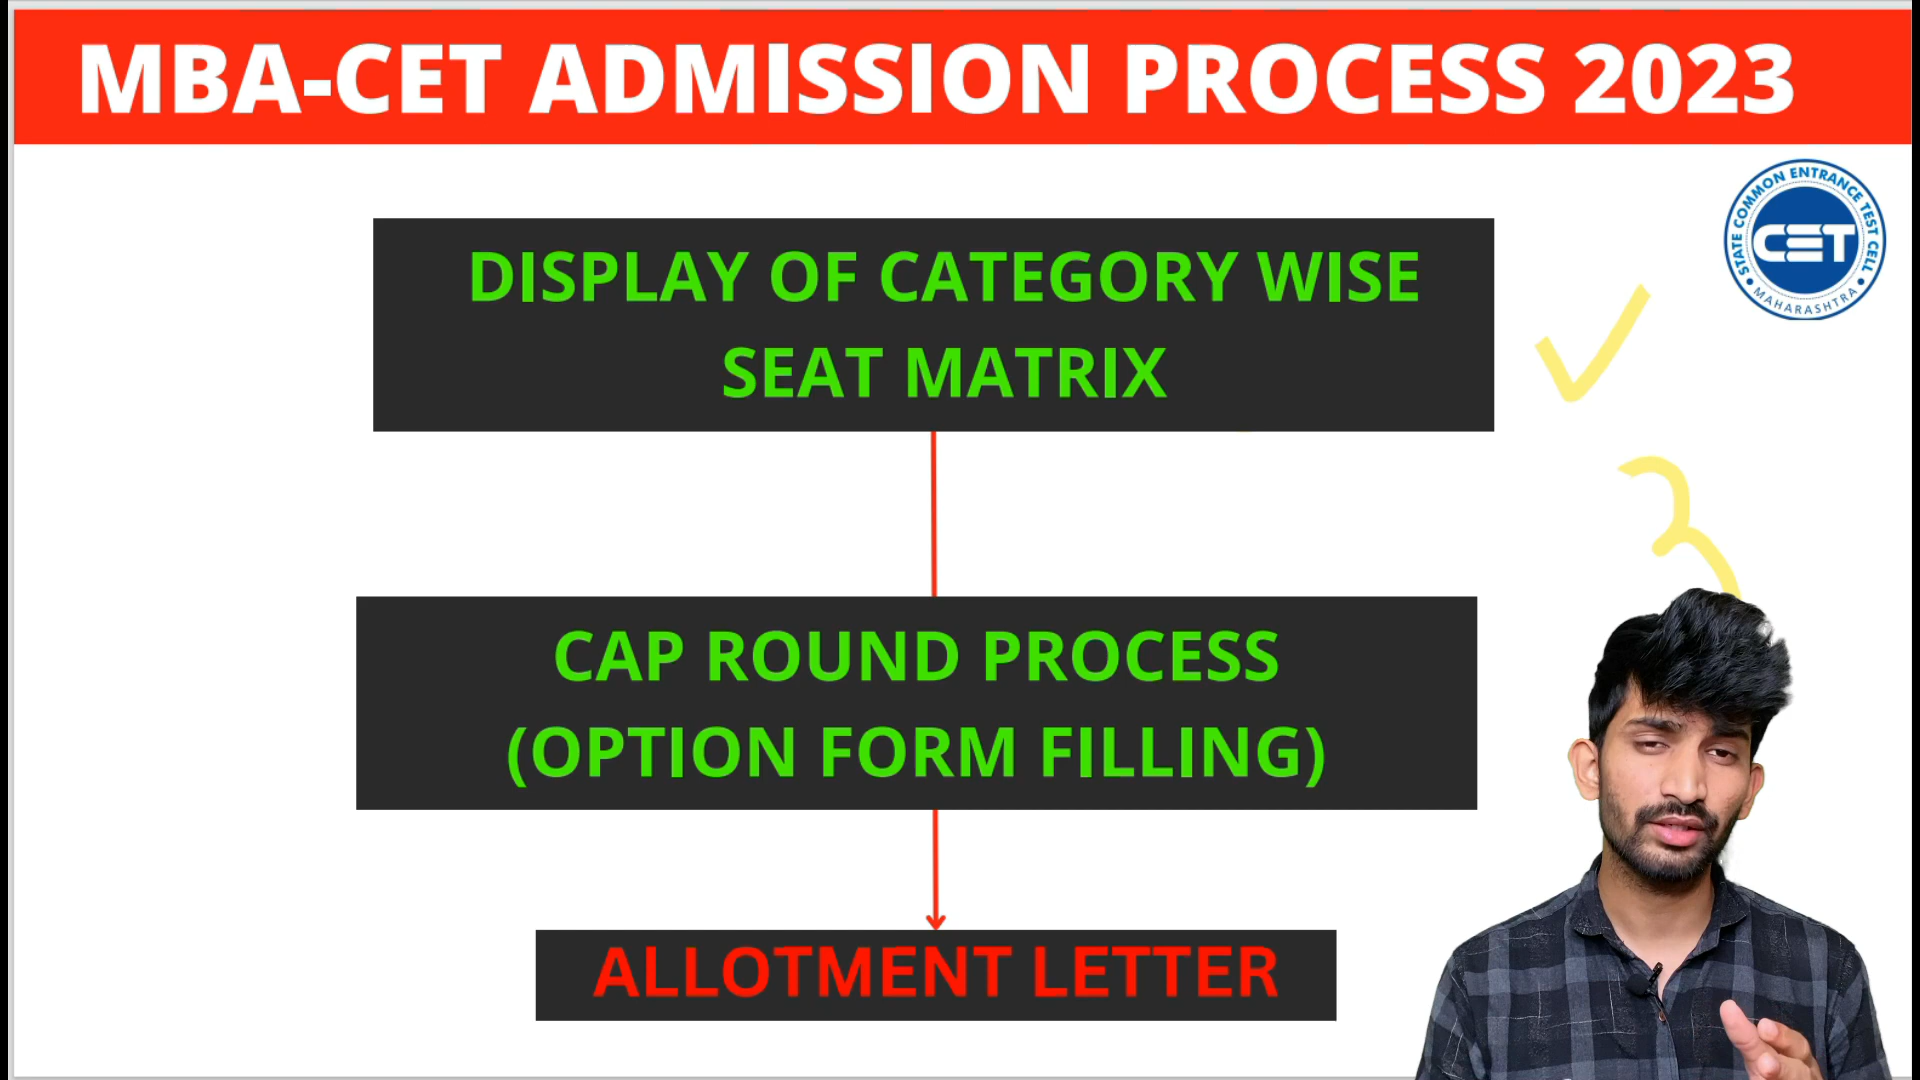 MBA-CET ADMISSION PROCESS 2023
STATE COMMON ENTRANCE TEST CELL
CET
MAHARASHTRA
DISPLAY OF CATEGORY WISE
SEAT MATRIX
3
CAP ROUND PROCESS
(OPTION FORM FILLING)
ALLOTMENT LETTER